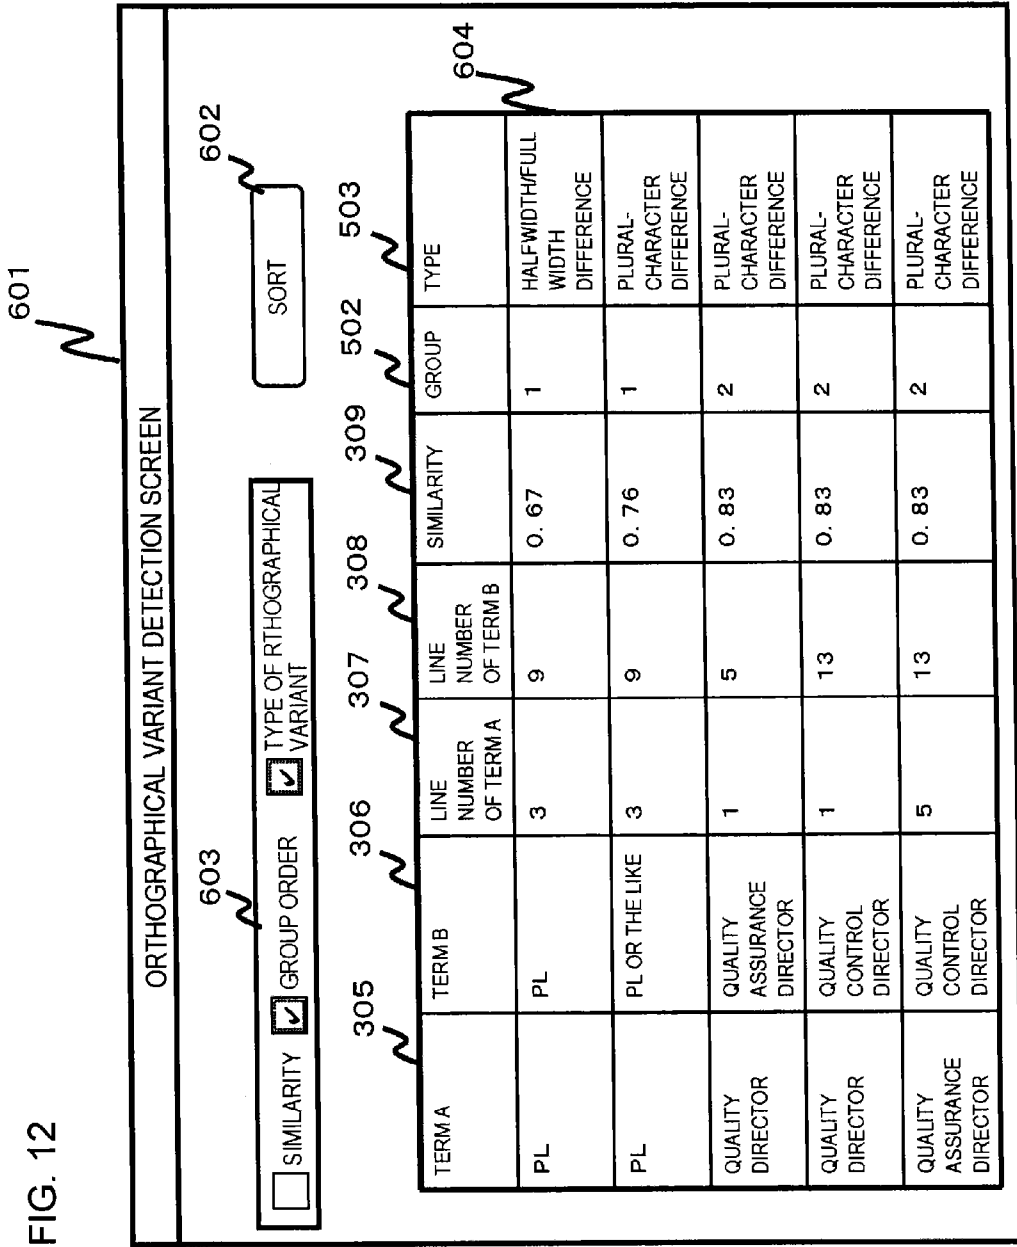 FIG. 12
601
ORTHOGRAPHICAL VARIANT DETECTION SCREEN
603
602
SIMILARITY
GROUP ORDER
TYPE OF RTHOGRAPHICAL
VARIANT
SORT
305
306
307
308
309
502
503
604
TERM A
TERM B
LINE
NUMBER
OF TERM A
LINE
NUMBER
OF TERM B
SIMILARITY
GROUP
TYPE
PL
PL
3
9
0. 67
1
HALFWIDTH/FULL
WIDTH
DIFFERENCE
PL
PL OR THE LIKE
3
9
0. 76
1
PLURAL-
CHARACTER
DIFFERENCE
QUALITY
DIRECTOR
QUALITY
ASSURANCE
DIRECTOR
1
5
0. 83
2
PLURAL-
CHARACTER
DIFFERENCE
QUALITY
DIRECTOR
QUALITY
CONTROL
DIRECTOR
1
13
0. 83
2
PLURAL-
CHARACTER
DIFFERENCE
QUALITY
ASSURANCE
DIRECTOR
QUALITY
CONTROL
DIRECTOR
5
13
0. 83
2
PLURAL-
CHARACTER
DIFFERENCE